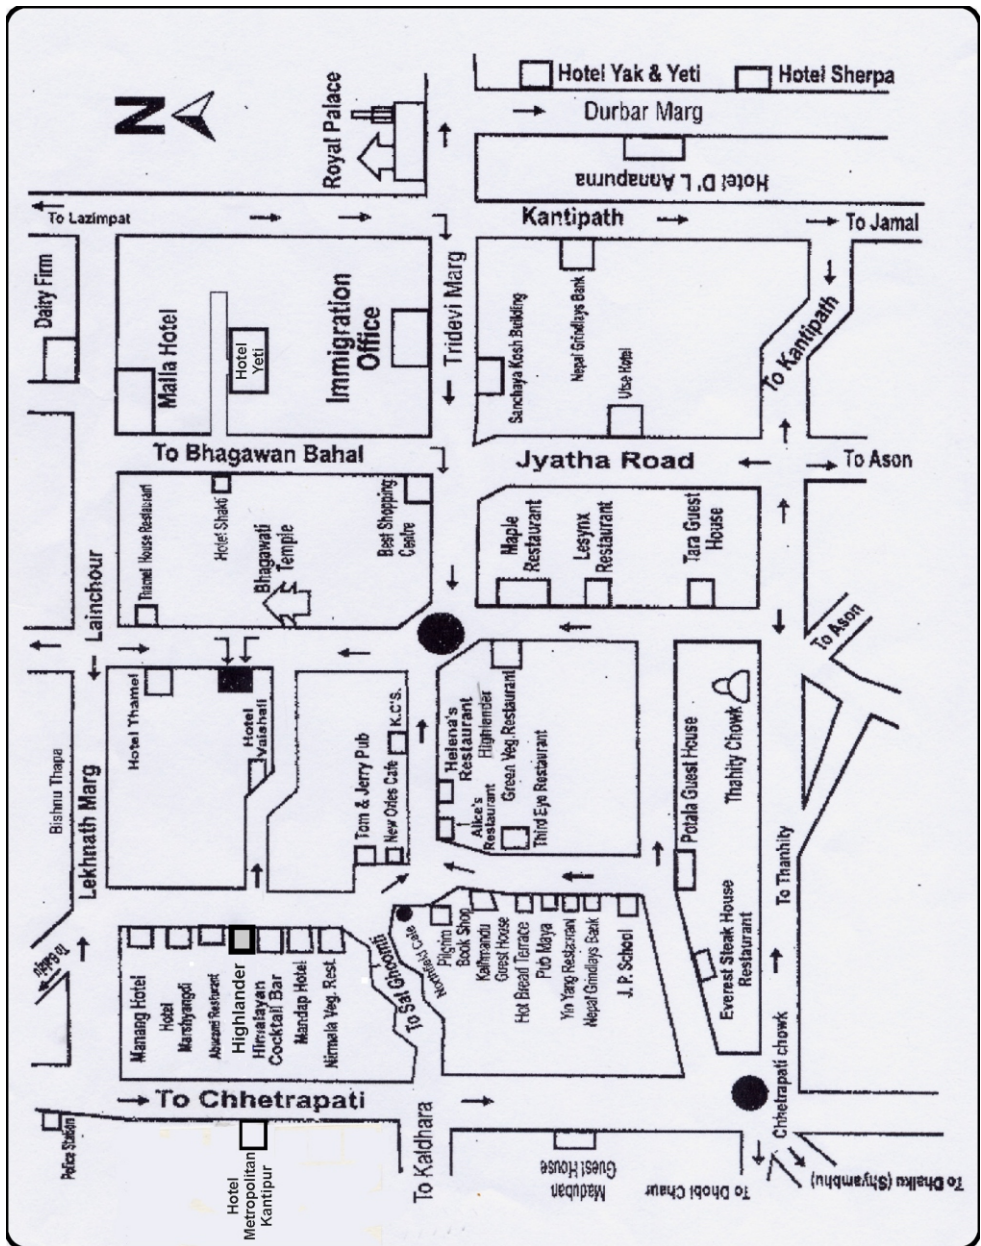 Hotel Yak & Yeti
Hotel Sherpa
Durbar Marg
N
Royal Palace
Hotel D'L Annapurna
To Lazimpat
Kantipath
To Jamal
Dairy Firm
Malla Hotel
Hotel
Yeti
Immigration
Office
Tridevi Marg
Sanchaya Kosh Building
Nepal Grindlays Bank
Utse Hotel
To Kantipath
To Bhagawan Bahal
Jyatha Road
To Ason
Thamel House Restaurant
Hotel Shakti
Bhagawati
Temple
Best Shopping
Centre
Maple
Restaurant
Lesynx
Restaurant
Tara Guest
House
Lainchour
To Ason
Hotel Thamel
Hotel
Vaishali
Tom & Jerry Pub
New Orles Cafe
K.C'S.
Helena's
Restaurant
Alice's
Restaurant
Highlander
Green Veg. Restaurant
Third Eye Restaurant
Potala Guest House
Thahity Chowk
Bishnu Thapa
Lekhnath Marg
Everest Steak House
Restaurant
To Thanhity
Manang Hotel
Hotel
Marshyangdi
Highlander
Himalayan
Cocktail Bar
Mandap Hotel
Nirmala Veg. Rest.
To Sat Ghoomti
Northfield Cafe
Pilgrim
Book Shop
Kathmandu
Guest House
Hot Bread Terrace
Pub Maya
Yin Yang Restaurant
Nepal Grindlays Bank
J. P. School
To Chhetrapati
Chhetrapati chowk
Police Station
Hotel
Metropolitan
Kantipur
To Kaldhara
Maduban
Guest House
To Dhobi Chaur
To Dhalku (Shyambhu)